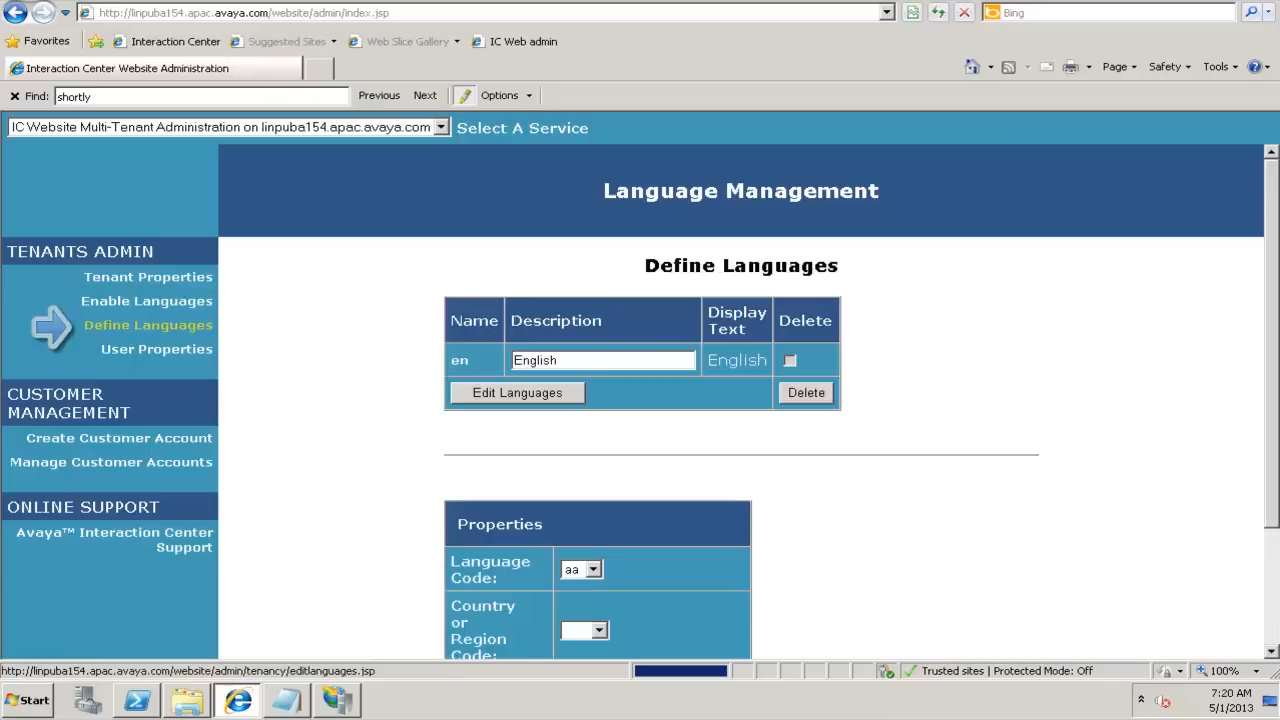 http://linpuba154.apac.avaya.com/website/admin/index.jsp
Bing
Favorites
Interaction Center
Suggested Sites
Web Slice Gallery
IC Web admin
Interaction Center Website Administration
Page
Safety
Tools
Find:
shortly
Previous
Next
Options
IC Website Multi-Tenant Administration on linpuba154.apac.avaya.com
Select A Service
Language Management
TENANTS ADMIN
Tenant Properties
Enable Languages
Define Languages
User Properties
CUSTOMER
MANAGEMENT
Create Customer Account
Manage Customer Accounts
ONLINE SUPPORT
Avaya™ Interaction Center
Support
Define Languages
Name
Description
Display
Text
Delete
en
English
English
Edit Languages
Delete
Properties
Language
Code:
aa
Country
or
Region
Code:
http://linpuba154.apac.avaya.com/website/admin/tenancy/editlanguages.jsp
Trusted sites | Protected Mode: Off
100%
Start
7:20 AM
5/1/2013